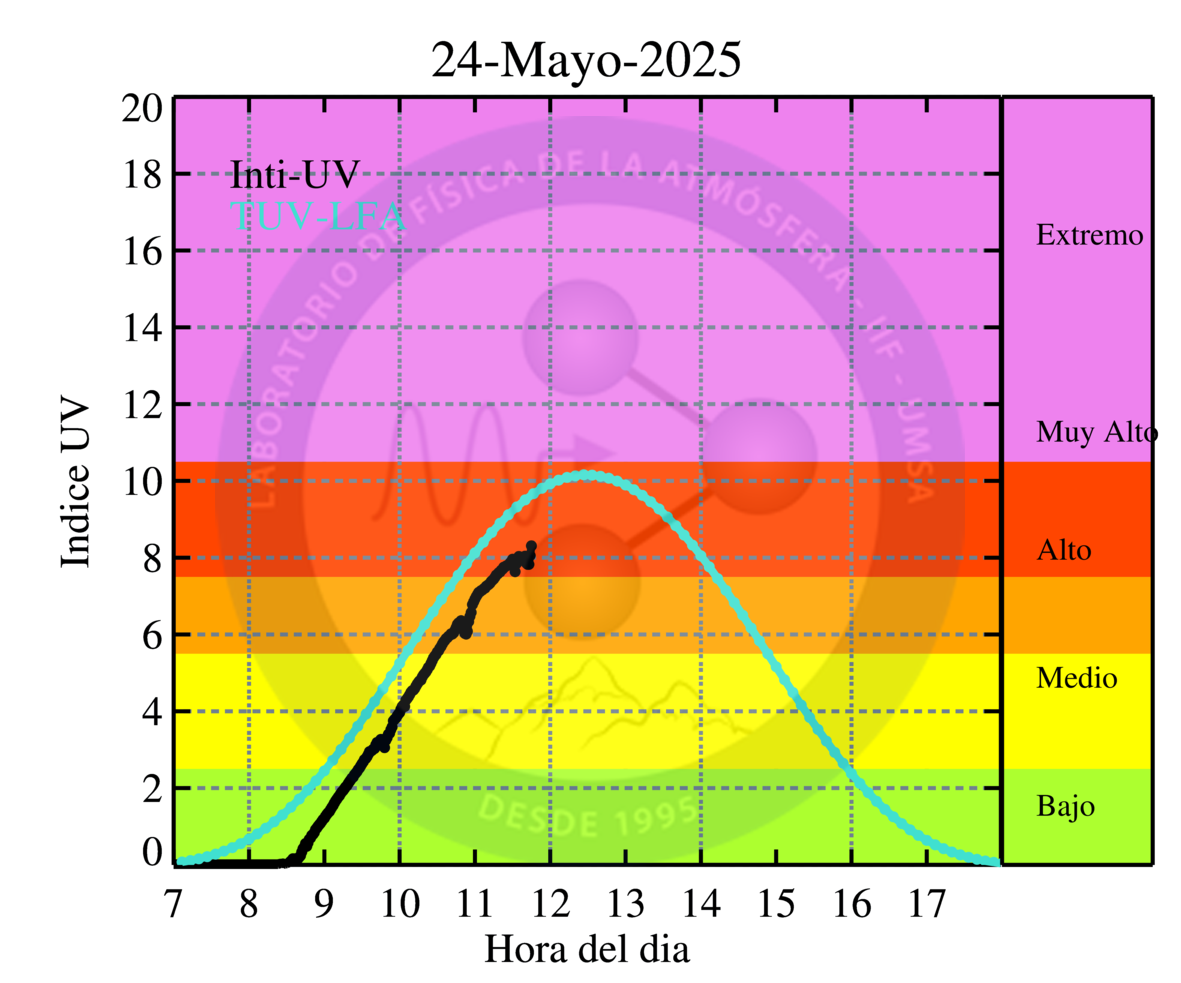 24-Mayo-2025
20
18
16
14
12
10
8
6
4
2
0
Indice UV
Inti-UV
TUV-LFA
LABORATORIO DE FÍSICA DE LA ATMÓSFERA - IIF - UMSA
DESDE 1995
Extremo
Muy Alto
Alto
Medio
Bajo
7 8 9 10 11 12 13 14 15 16 17
Hora del dia